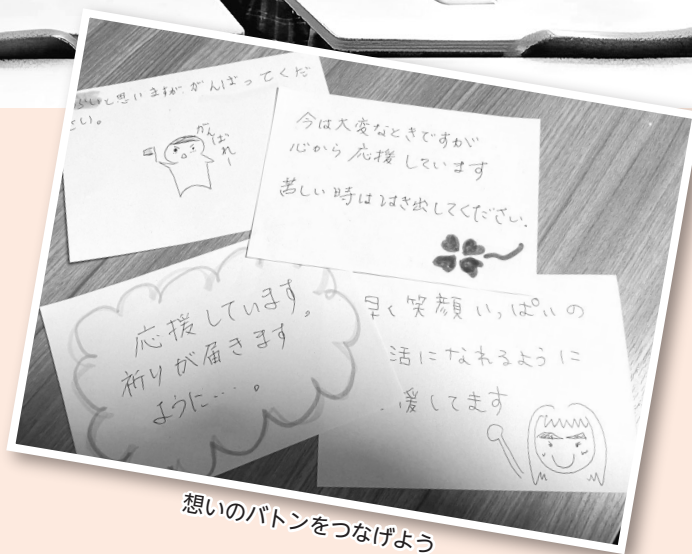 と思いますが、がんばってくだ
さい。
がんばれー
今は大変なときですが
心から応援しています
苦しい時ははき出してください。
応援しています。
祈りが届きます
ように…。
早く笑顔いっぱいの
活になれるように
援してます
想いのバトンをつなげよう